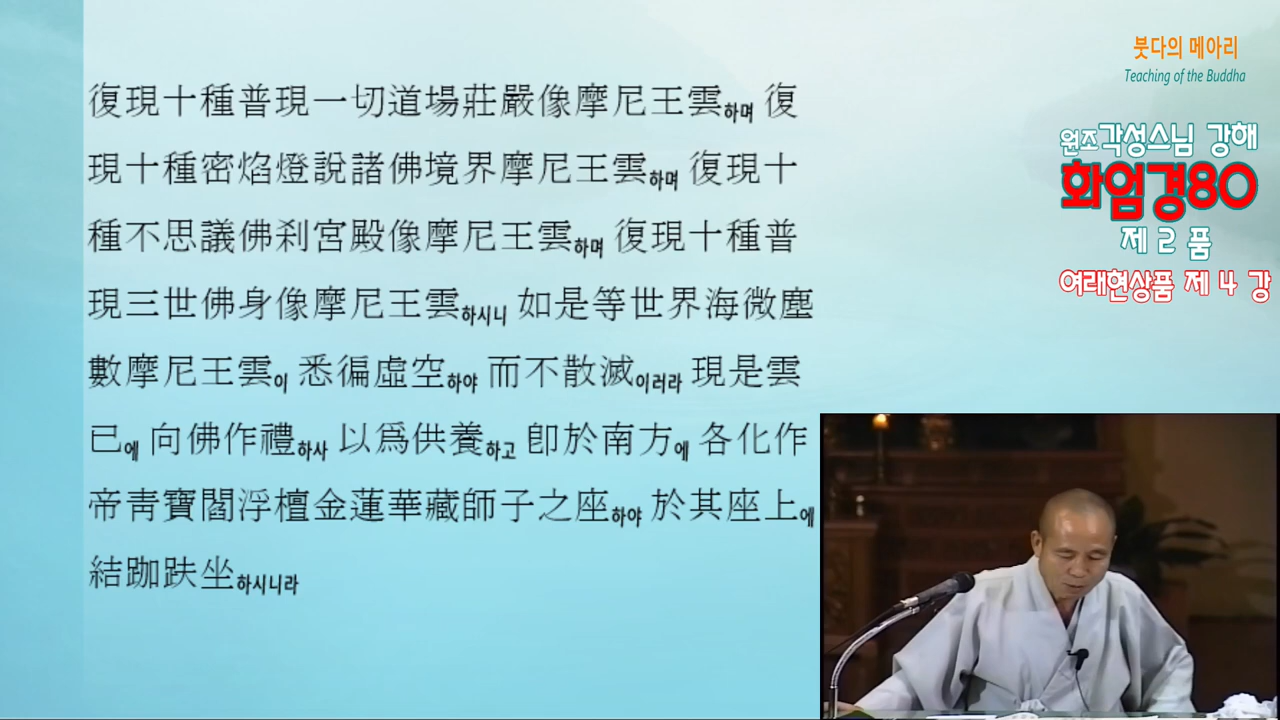 復現十種普現一切道場莊嚴像摩尼王雲하며 復
現十種密焰燈說諸佛境界摩尼王雲하며 復現十
種不思議佛刹宮殿像摩尼王雲하며 復現十種普
現三世佛身像摩尼王雲하시니 如是等世界海微塵
數摩尼王雲이 悉徧虛空하야 而不散滅이러라 現是雲
已에 向佛作禮하사 以爲供養하고 卽於南方에 各化作
帝靑寶閻浮檀金蓮華藏師子之座하야 於其座上에
結跏趺坐하시니라
붓다의 메아리
Teaching of the Buddha
원조각성스님 강해
화엄경80
제 2 품
여래현상품 제 4 강